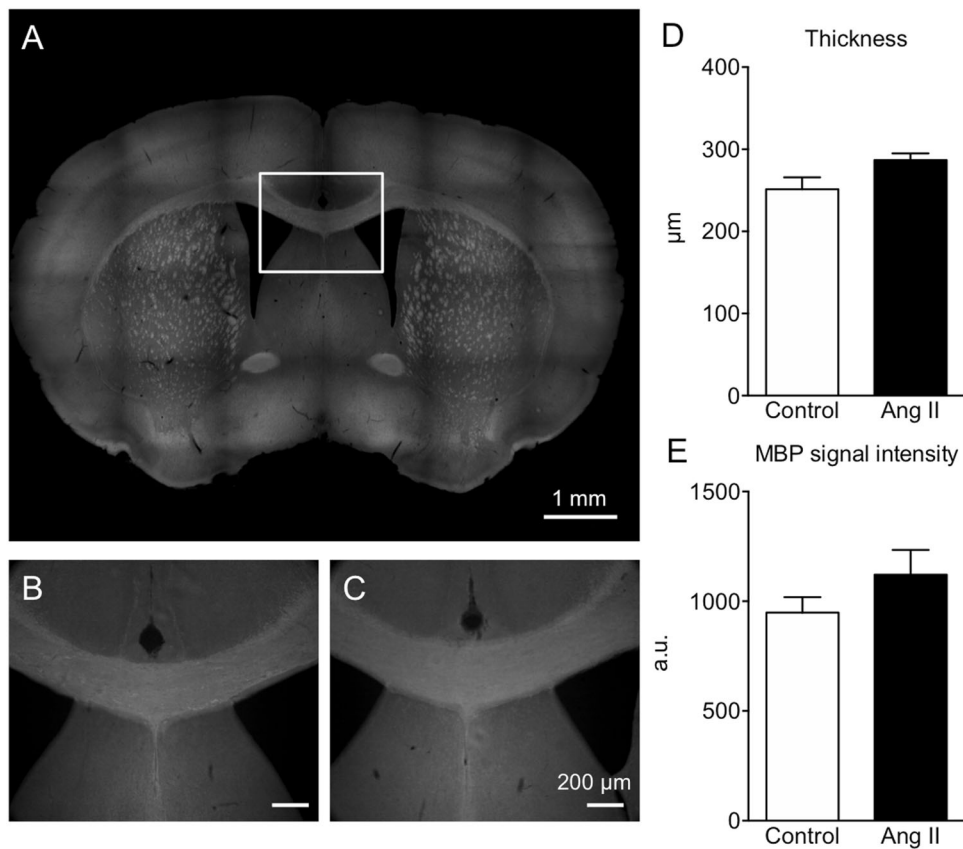 A
1 mm
B
C
200 µm
D
Thickness
400
300
200
100
0
µm
Control
Ang II
E
MBP signal intensity
1500
1000
500
0
a.u.
Control
Ang II